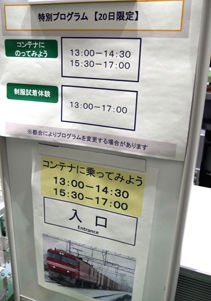 特別プログラム【20日限定】
コンテナに
のってみよう
13:00－14:30
15:30－17:00
制服試着体験
13:00－17:00
※都合によりプログラムを変更する場合があります
コンテナに乗ってみよう
13:00－14:30
15:30－17:00
入口
Entrance